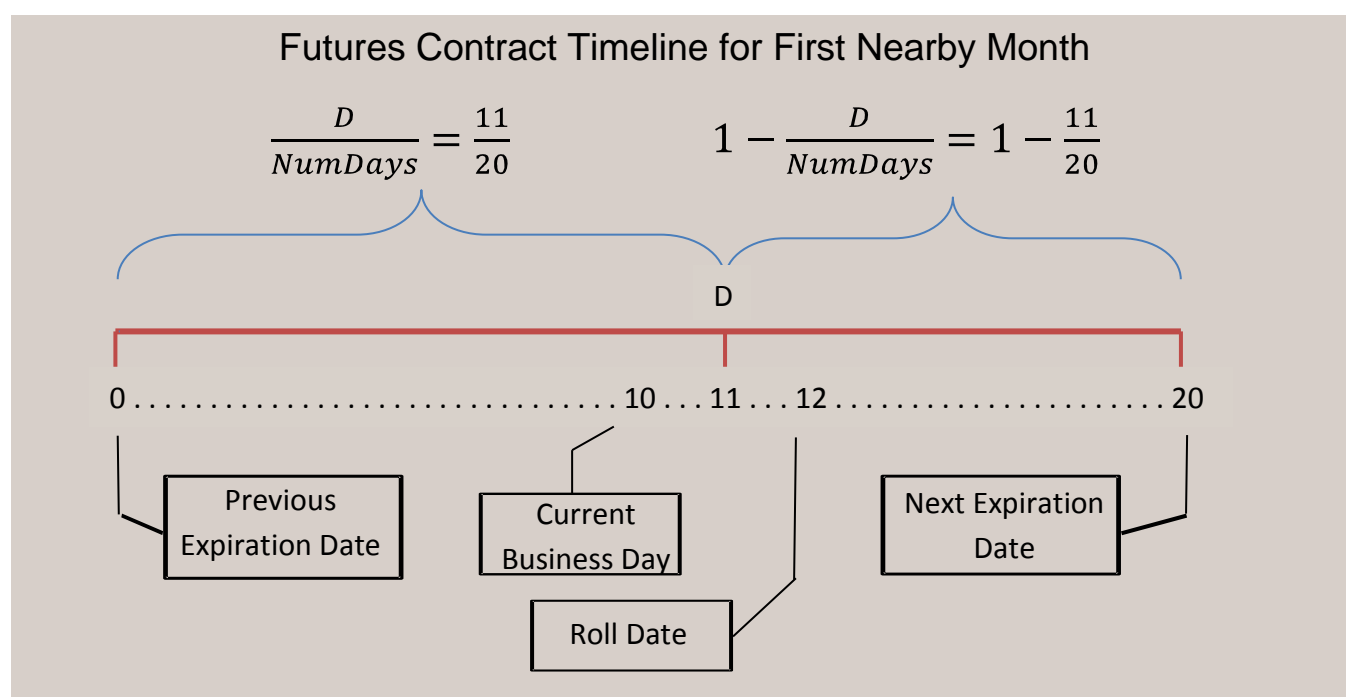 Futures Contract Timeline for First Nearby Month
D/NumDays = 11/20
1 − D/NumDays = 1 − 11/20
D
0 . . . . . . . . . . . . . . . . . . . . . . . . . . . . . . . . 10 . . . 11 . . . 12 . . . . . . . . . . . . . . . . . . . . . . 20
Previous
Expiration Date
Current
Business Day
Next Expiration
Date
Roll Date